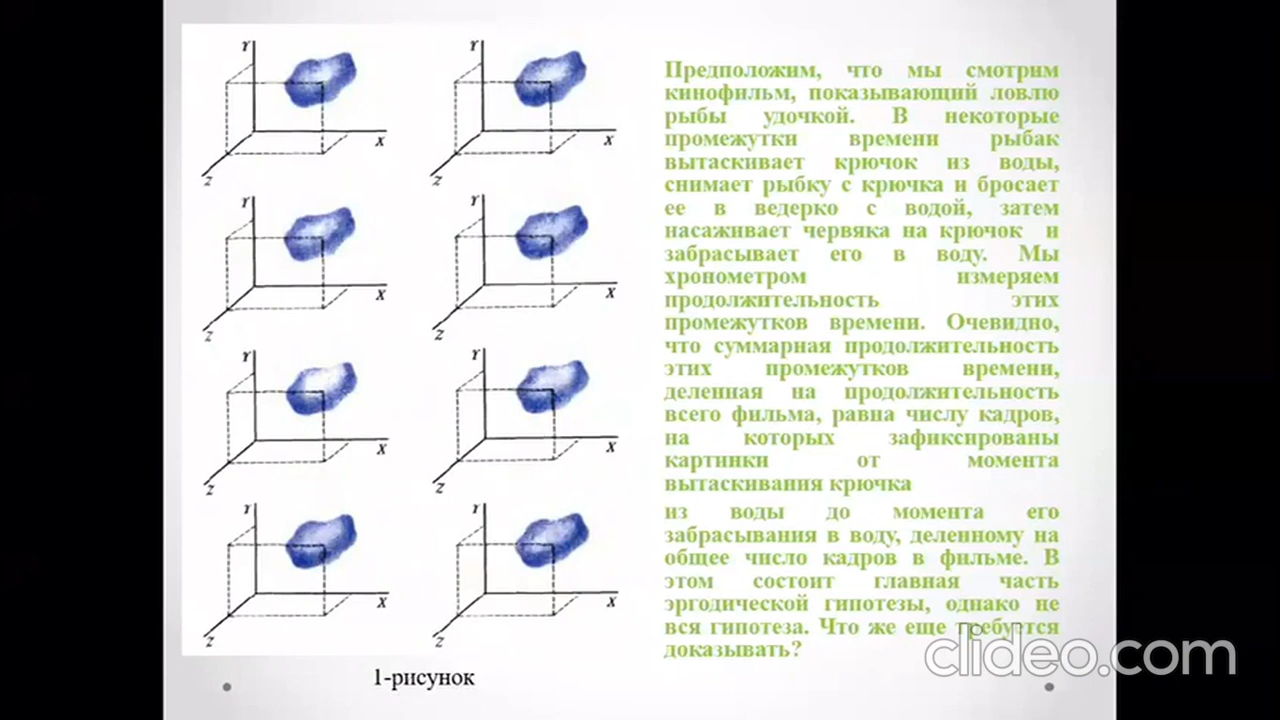 Y
X
Z
Y
X
Z
Y
X
Z
Y
X
Z
Y
X
Z
Y
X
Z
Y
X
Z
Y
X
Z
1-рисунок
Предположим, что мы смотрим
кинофильм, показывающий ловлю
рыбы удочкой. В некоторые
промежутки времени рыбак
вытаскивает крючок из воды,
снимает рыбку с крючка и бросает
ее в ведерко с водой, затем
насаживает червяка на крючок и
забрасывает его в воду. Мы
хронометром измеряем
продолжительность этих
промежутков времени. Очевидно,
что суммарная продолжительность
этих промежутков времени,
деленная на продолжительность
всего фильма, равна числу кадров,
на которых зафиксированы
картинки от момента
вытаскивания крючка
из воды до момента его
забрасывания в воду, деленному на
общее число кадров в фильме. В
этом состоит главная часть
эргодической гипотезы, однако не
вся гипотеза. Что же еще требуется
доказывать?
clideo.com